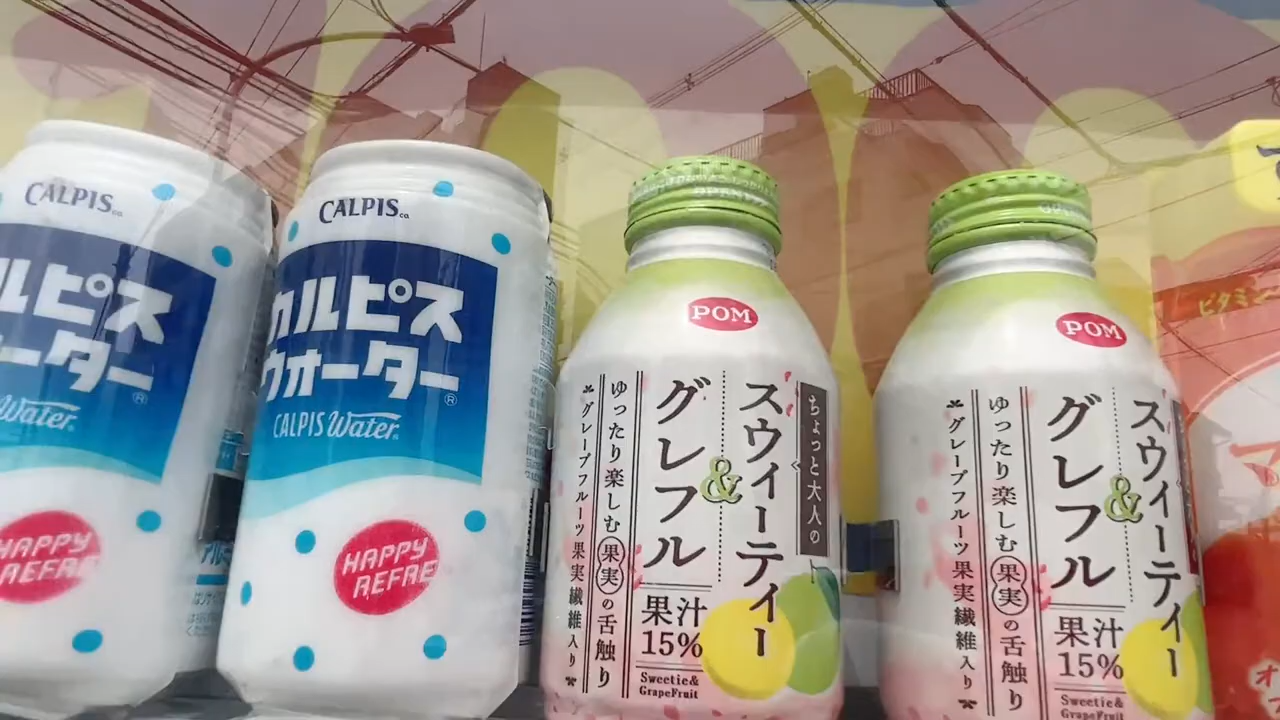 CALPIS
ルピス
ーター
Water
HAPPY
REFRE
CALPIS co.
カルピス
ウォーター
CALPIS Water
HAPPY
REFRE
POM
ちょっと大人の
スウィーティー
&
グレフル
ゆったり楽しむ果実の舌触り
グレープフルーツ果実繊維入り
果汁
15%
Sweetie&
GrapeFruit
POM
スウィーティー
&
グレフル
ゆったり楽しむ果実の舌触り
グレープフルーツ果実繊維入り
果汁
15%
Sweetie&
GrapeFruit
ビタミン